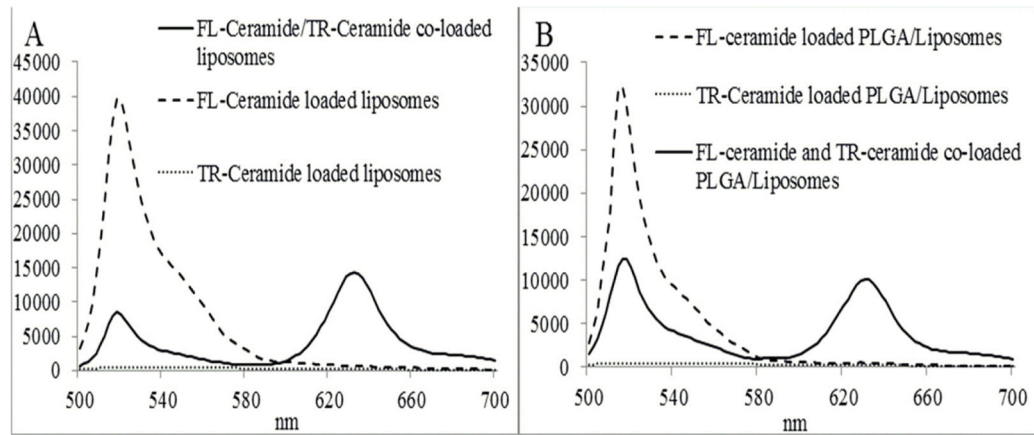 A
FL-Ceramide/TR-Ceramide co-loaded
liposomes
FL-Ceramide loaded liposomes
TR-Ceramide loaded liposomes
45000
40000
35000
30000
25000
20000
15000
10000
5000
0
500 540 580 620 660 700
nm
B
FL-ceramide loaded PLGA/Liposomes
TR-Ceramide loaded PLGA/Liposomes
FL-ceramide and TR-ceramide co-loaded
PLGA/Liposomes
35000
30000
25000
20000
15000
10000
5000
0
500 540 580 620 660 700
nm